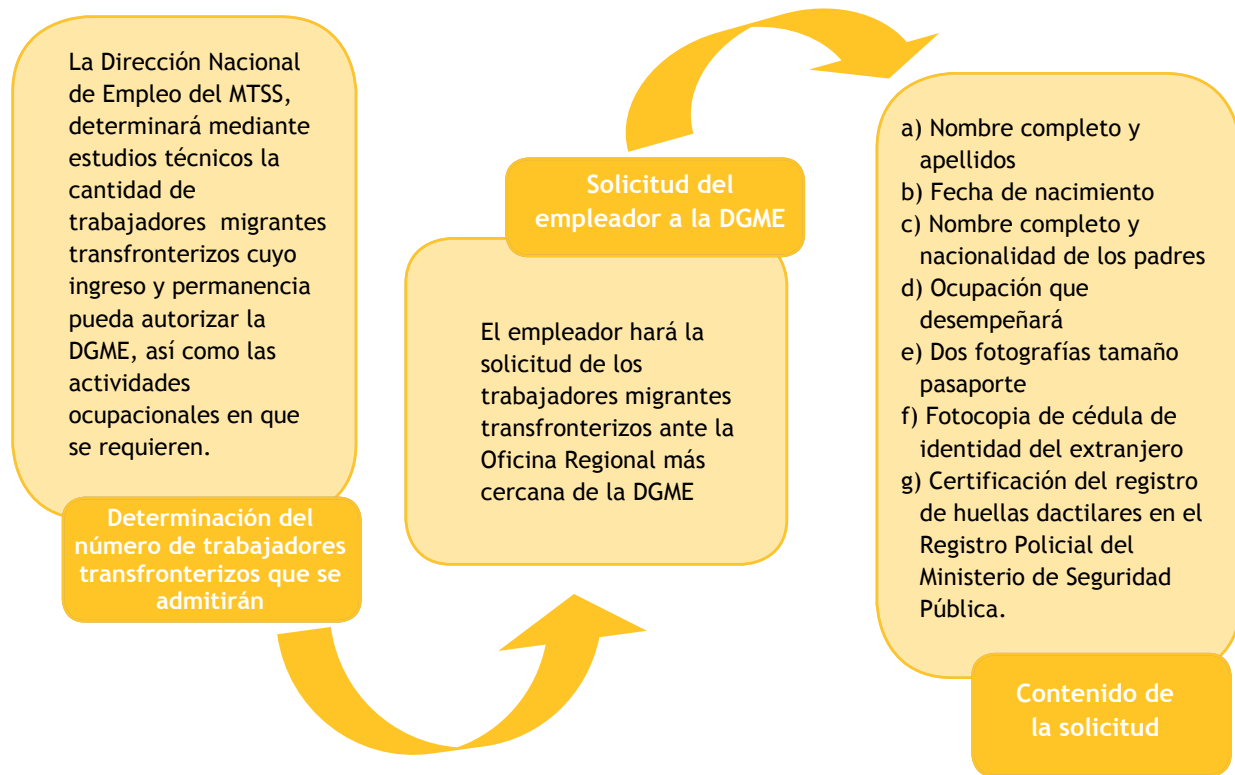 La Dirección Nacional
de Empleo del MTSS,
determinará mediante
estudios técnicos la
cantidad de
trabajadores migrantes
transfronterizos cuyo
ingreso y permanencia
pueda autorizar la
DGME, así como las
actividades
ocupacionales en que
se requieren.
Determinación del
número de trabajadores
transfronterizos que se
admitirán
Solicitud del
empleador a la DGME
El empleador hará la
solicitud de los
trabajadores migrantes
transfronterizos ante la
Oficina Regional más
cercana de la DGME
a) Nombre completo y
apellidos
b) Fecha de nacimiento
c) Nombre completo y
nacionalidad de los padres
d) Ocupación que
desempeñará
e) Dos fotografías tamaño
pasaporte
f) Fotocopia de cédula de
identidad del extranjero
g) Certificación del registro
de huellas dactilares en el
Registro Policial del
Ministerio de Seguridad
Pública.
Contenido de
la solicitud